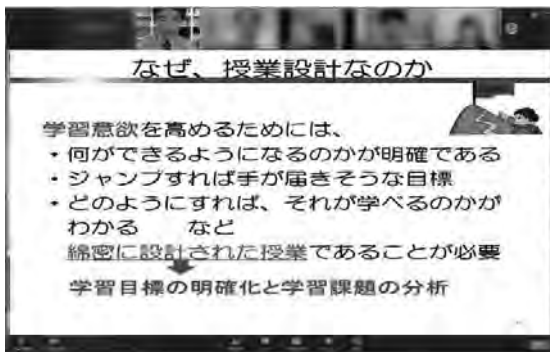 なぜ、授業設計なのか
学習意欲を高めるためには、
・何ができるようになるのかが明確である
・ジャンプすれば手が届きそうな目標
・どのようにすれば、それが学べるのかが
わかる　　など
綿密に設計された授業であることが必要
学習目標の明確化と学習課題の分析